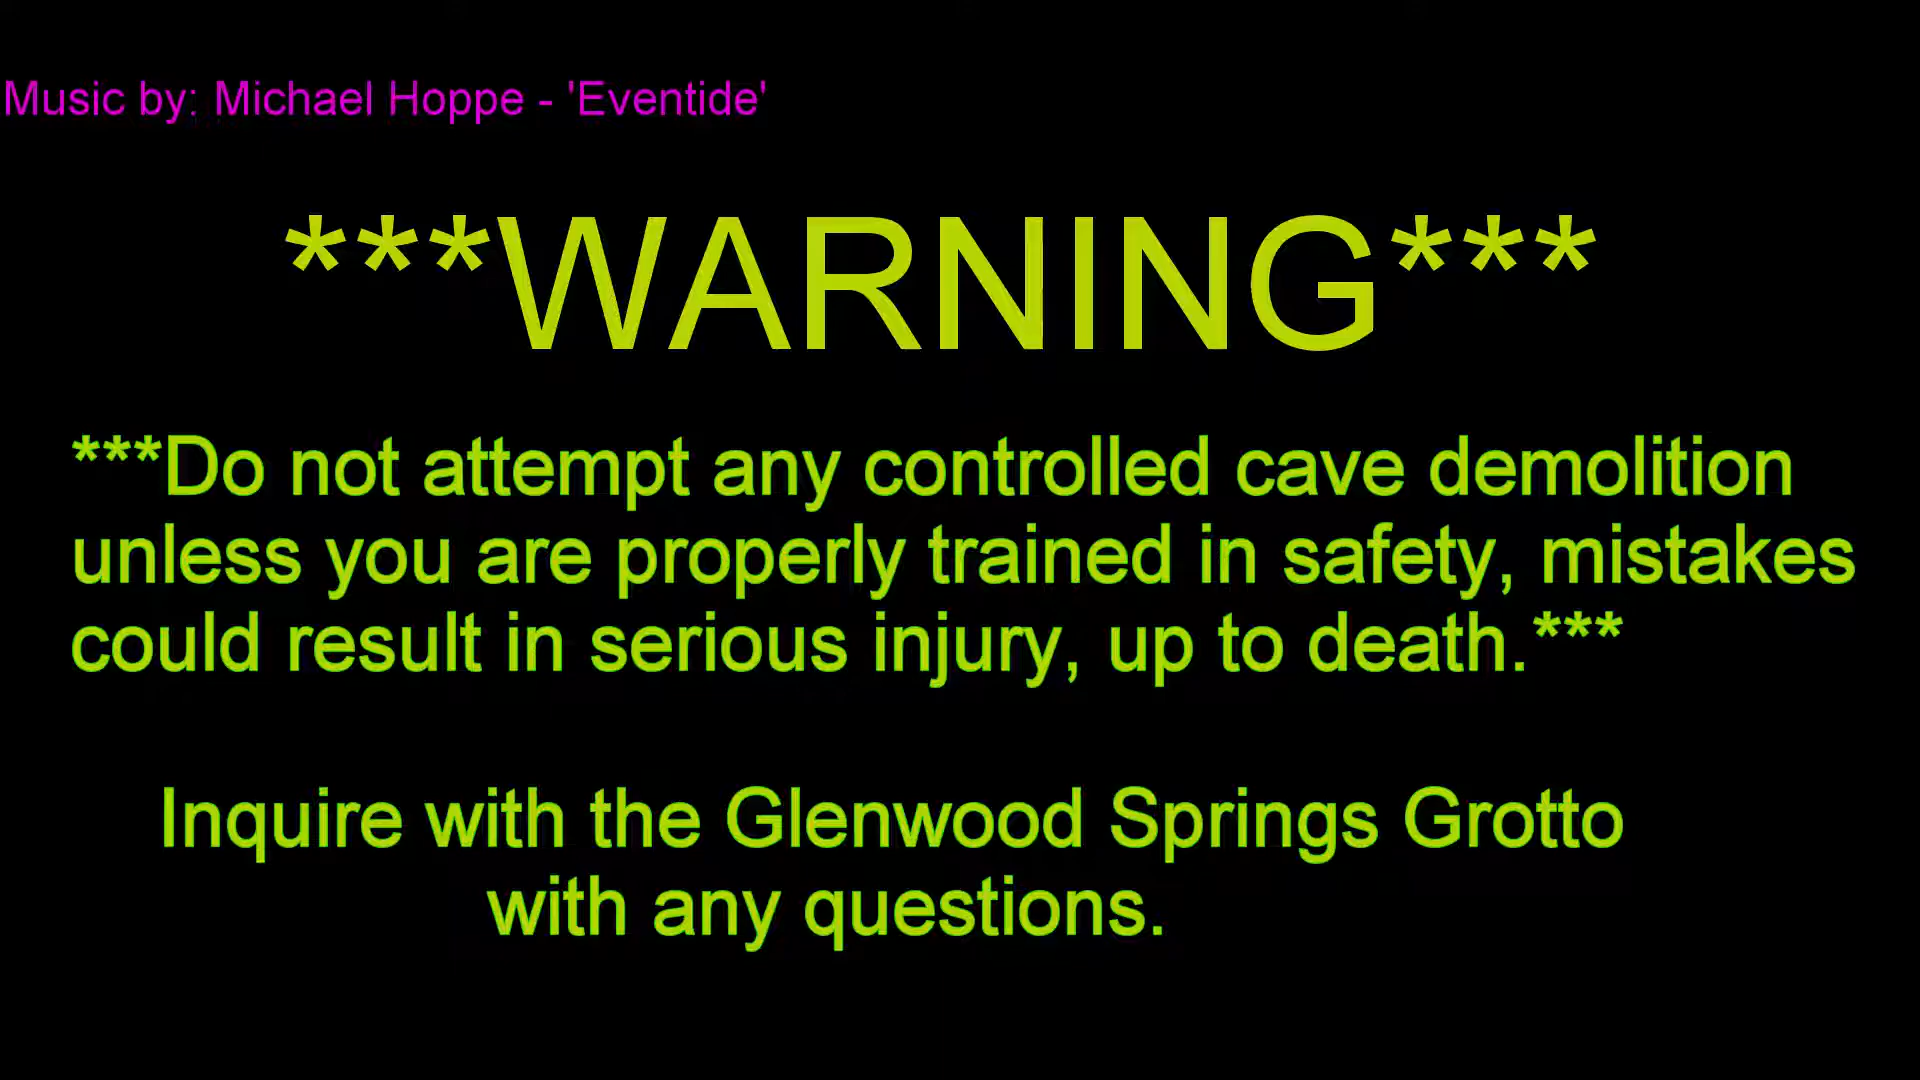 Music by: Michael Hoppe - 'Eventide'
***WARNING***
***Do not attempt any controlled cave demolition
unless you are properly trained in safety, mistakes
could result in serious injury, up to death.***
Inquire with the Glenwood Springs Grotto
with any questions.